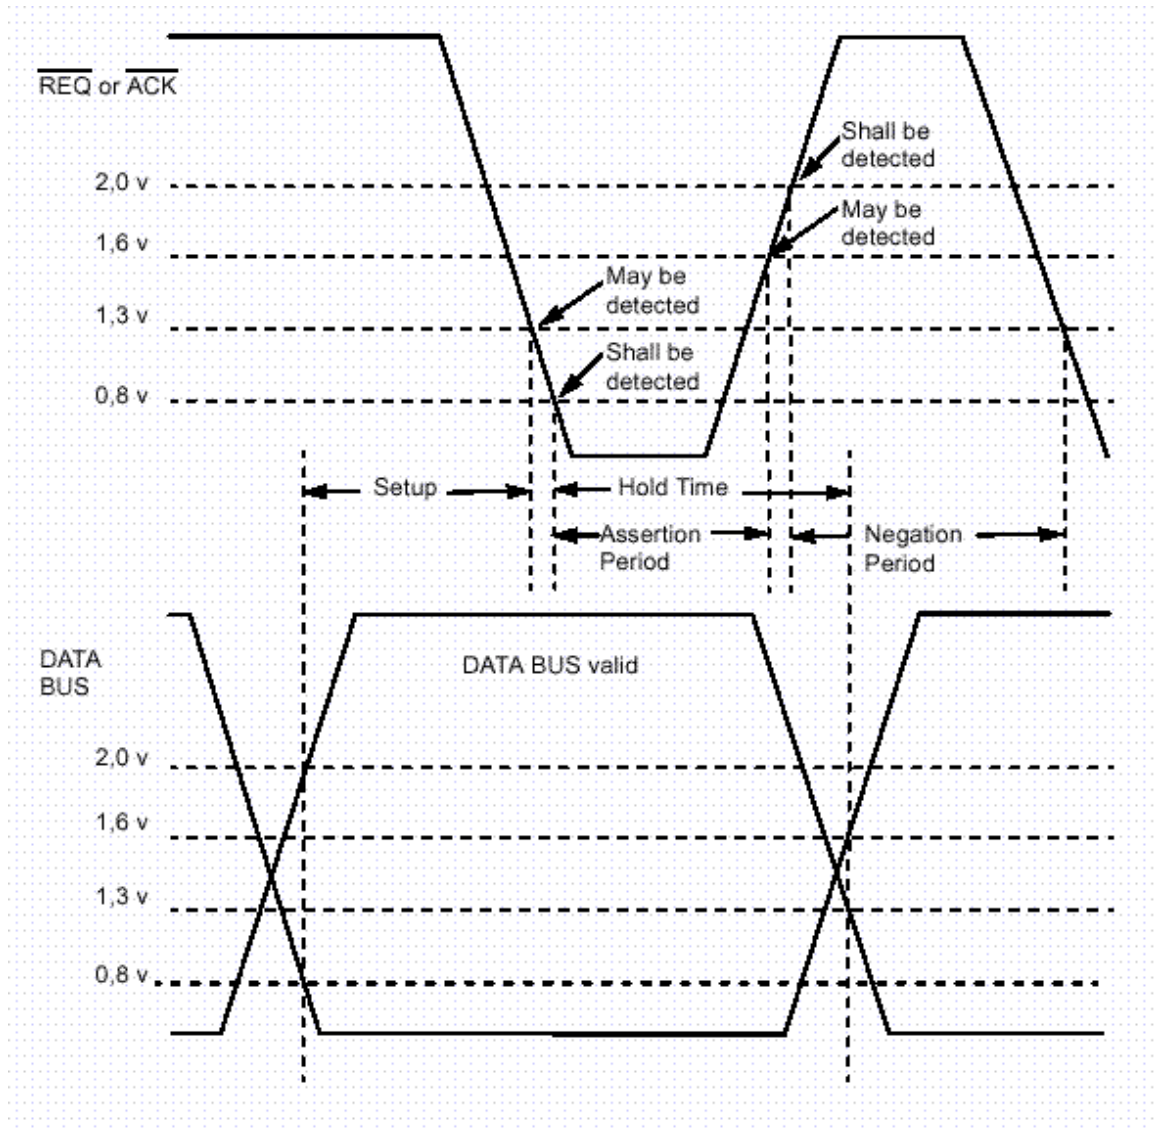 REQ or ACK
Shall be
detected
2,0 v
May be
detected
1,6 v
May be
detected
1,3 v
Shall be
detected
0,8 v
Setup
Hold Time
Assertion
Period
Negation
Period
DATA
BUS
DATA BUS valid
2,0 v
1,6 v
1,3 v
0,8 v